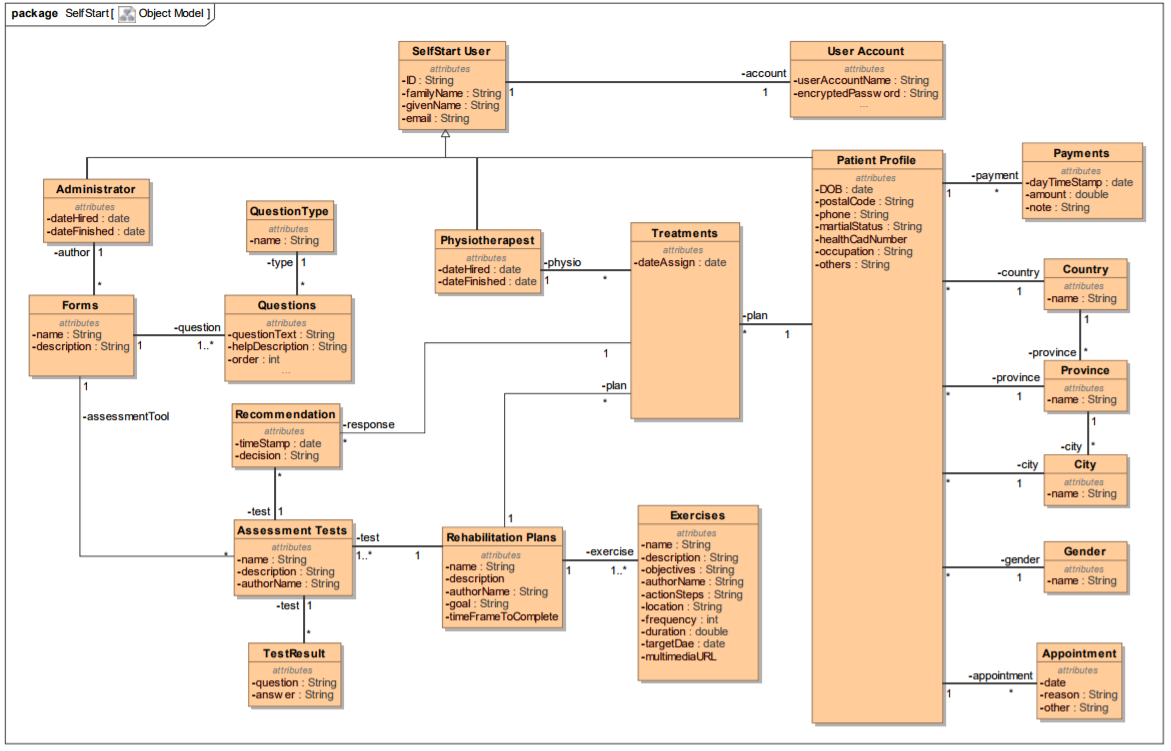 package SelfStart [ Object Model ]
SelfStart User
attributes
-ID : String
-familyName : String
-givenName : String
-email : String
1
-account
1
User Account
attributes
-userAccountName : String
-encryptedPassword : String
...
Administrator
attributes
-dateHired : date
-dateFinished : date
-author
1
*
QuestionType
attributes
-name : String
-type
1
*
Physiotherapest
attributes
-dateHired : date
-dateFinished : date
-physio
1
*
Treatments
attributes
-dateAssign : date
-plan
*
1
Patient Profile
attributes
-DOB : date
-postalCode : String
-phone : String
-martialStatus : String
-healthCadNumber
-occupation : String
-others : String
-payment
1
*
Payments
attributes
-dayTimeStamp : date
-amount : double
-note : String
-country
*
1
Country
attributes
-name : String
1
-province
*
-province
*
1
Province
attributes
-name : String
1
-city
*
-city
*
1
City
attributes
-name : String
-gender
*
1
Gender
attributes
-name : String
-appointment
1
*
Appointment
attributes
-date
-reason : String
-other : String
Forms
attributes
-name : String
-description : String
-question
1
1..*
Questions
attributes
-questionText : String
-helpDescription : String
-order : int
...
1
-assessmentTool
*
1
-plan
*
Recommendation
attributes
-timeStamp : date
-decision : String
-response
*
*
-test
1
Assessment Tests
attributes
-name : String
-description : String
-authorName : String
-test
1..*
1
1
Rehabilitation Plans
attributes
-name : String
-description
-authorName : String
-goal : String
-timeFrameToComplete
-exercise
1
1..*
Exercises
attributes
-name : String
-description : String
-objectives : String
-authorName : String
-actionSteps : String
-location : String
-frequency : int
-duration : double
-targetDae : date
-multimediaURL
-test
1
*
TestResult
attributes
-question : String
-answer : String